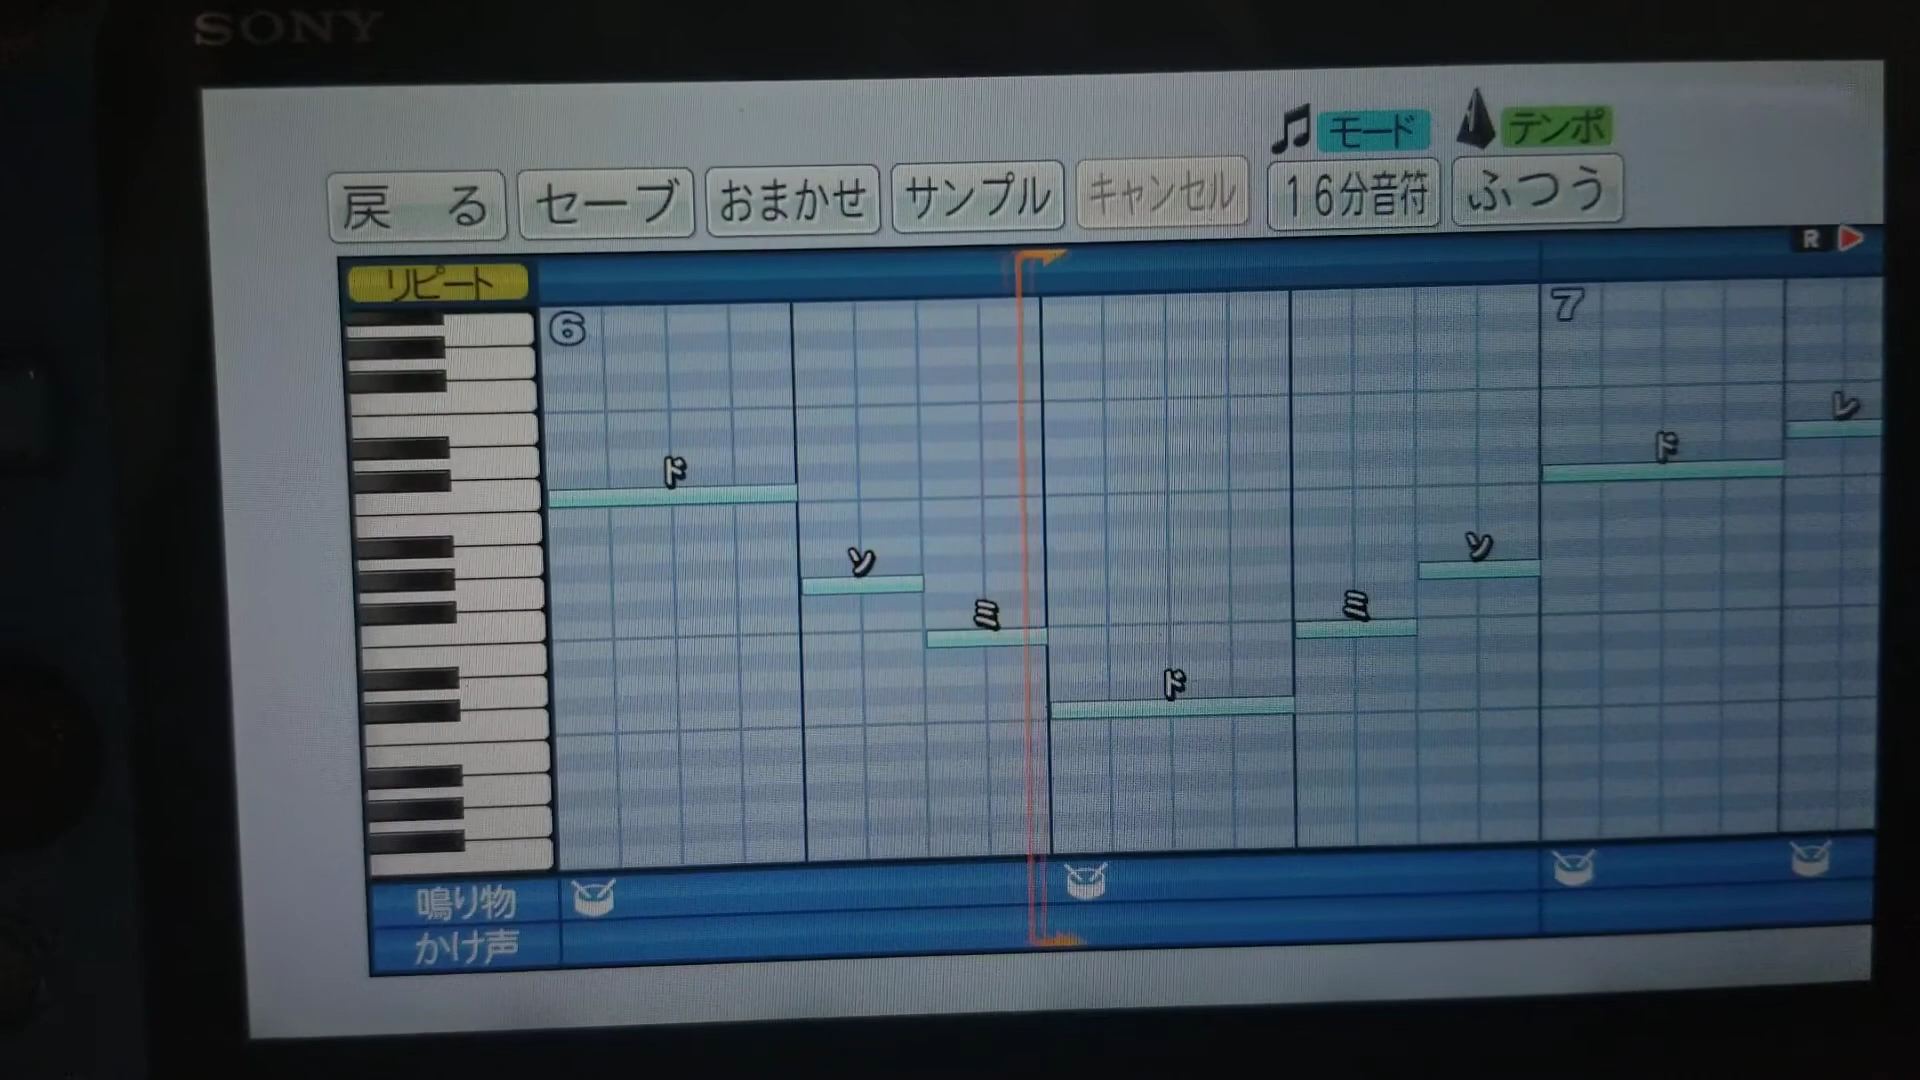 SONY
モード テンポ
戻る セーブ おまかせ サンプル キャンセル 16分音符 ふつう
R
リピート
6 7
レ
ド ド
ソ ソ
ミ ミ
ド
鳴り物
かけ声